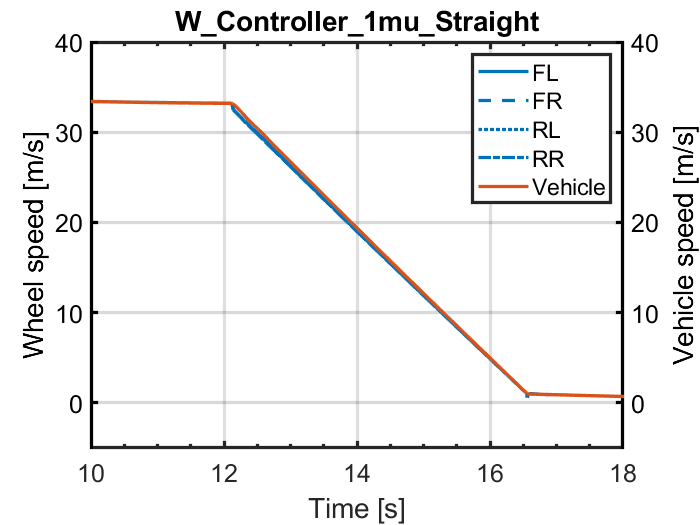 W_Controller_1mu_Straight
40
30
20
10
0
Wheel speed [m/s]
FL
FR
RL
RR
Vehicle
40
30
20
10
0
Vehicle speed [m/s]
10 12 14 16 18
Time [s]